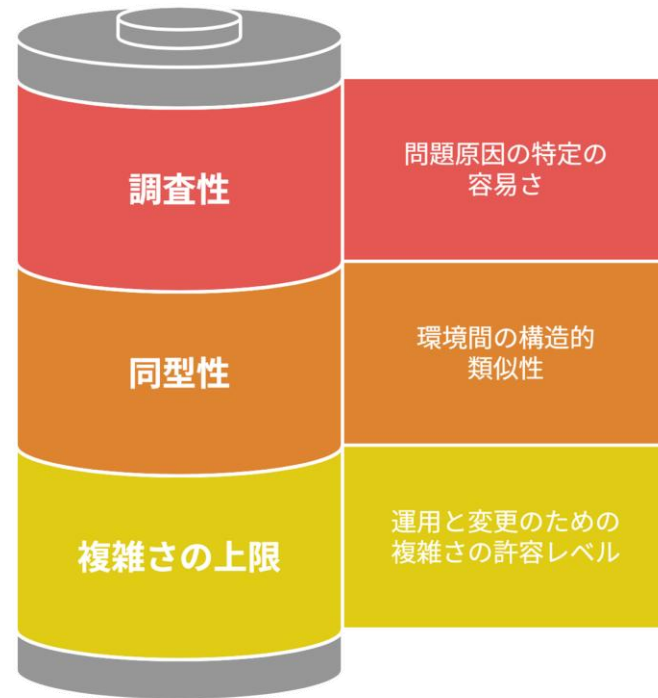 調査性
問題原因の特定の
容易さ
同型性
環境間の構造的
類似性
複雑さの上限
運用と変更のための
複雑さの許容レベル